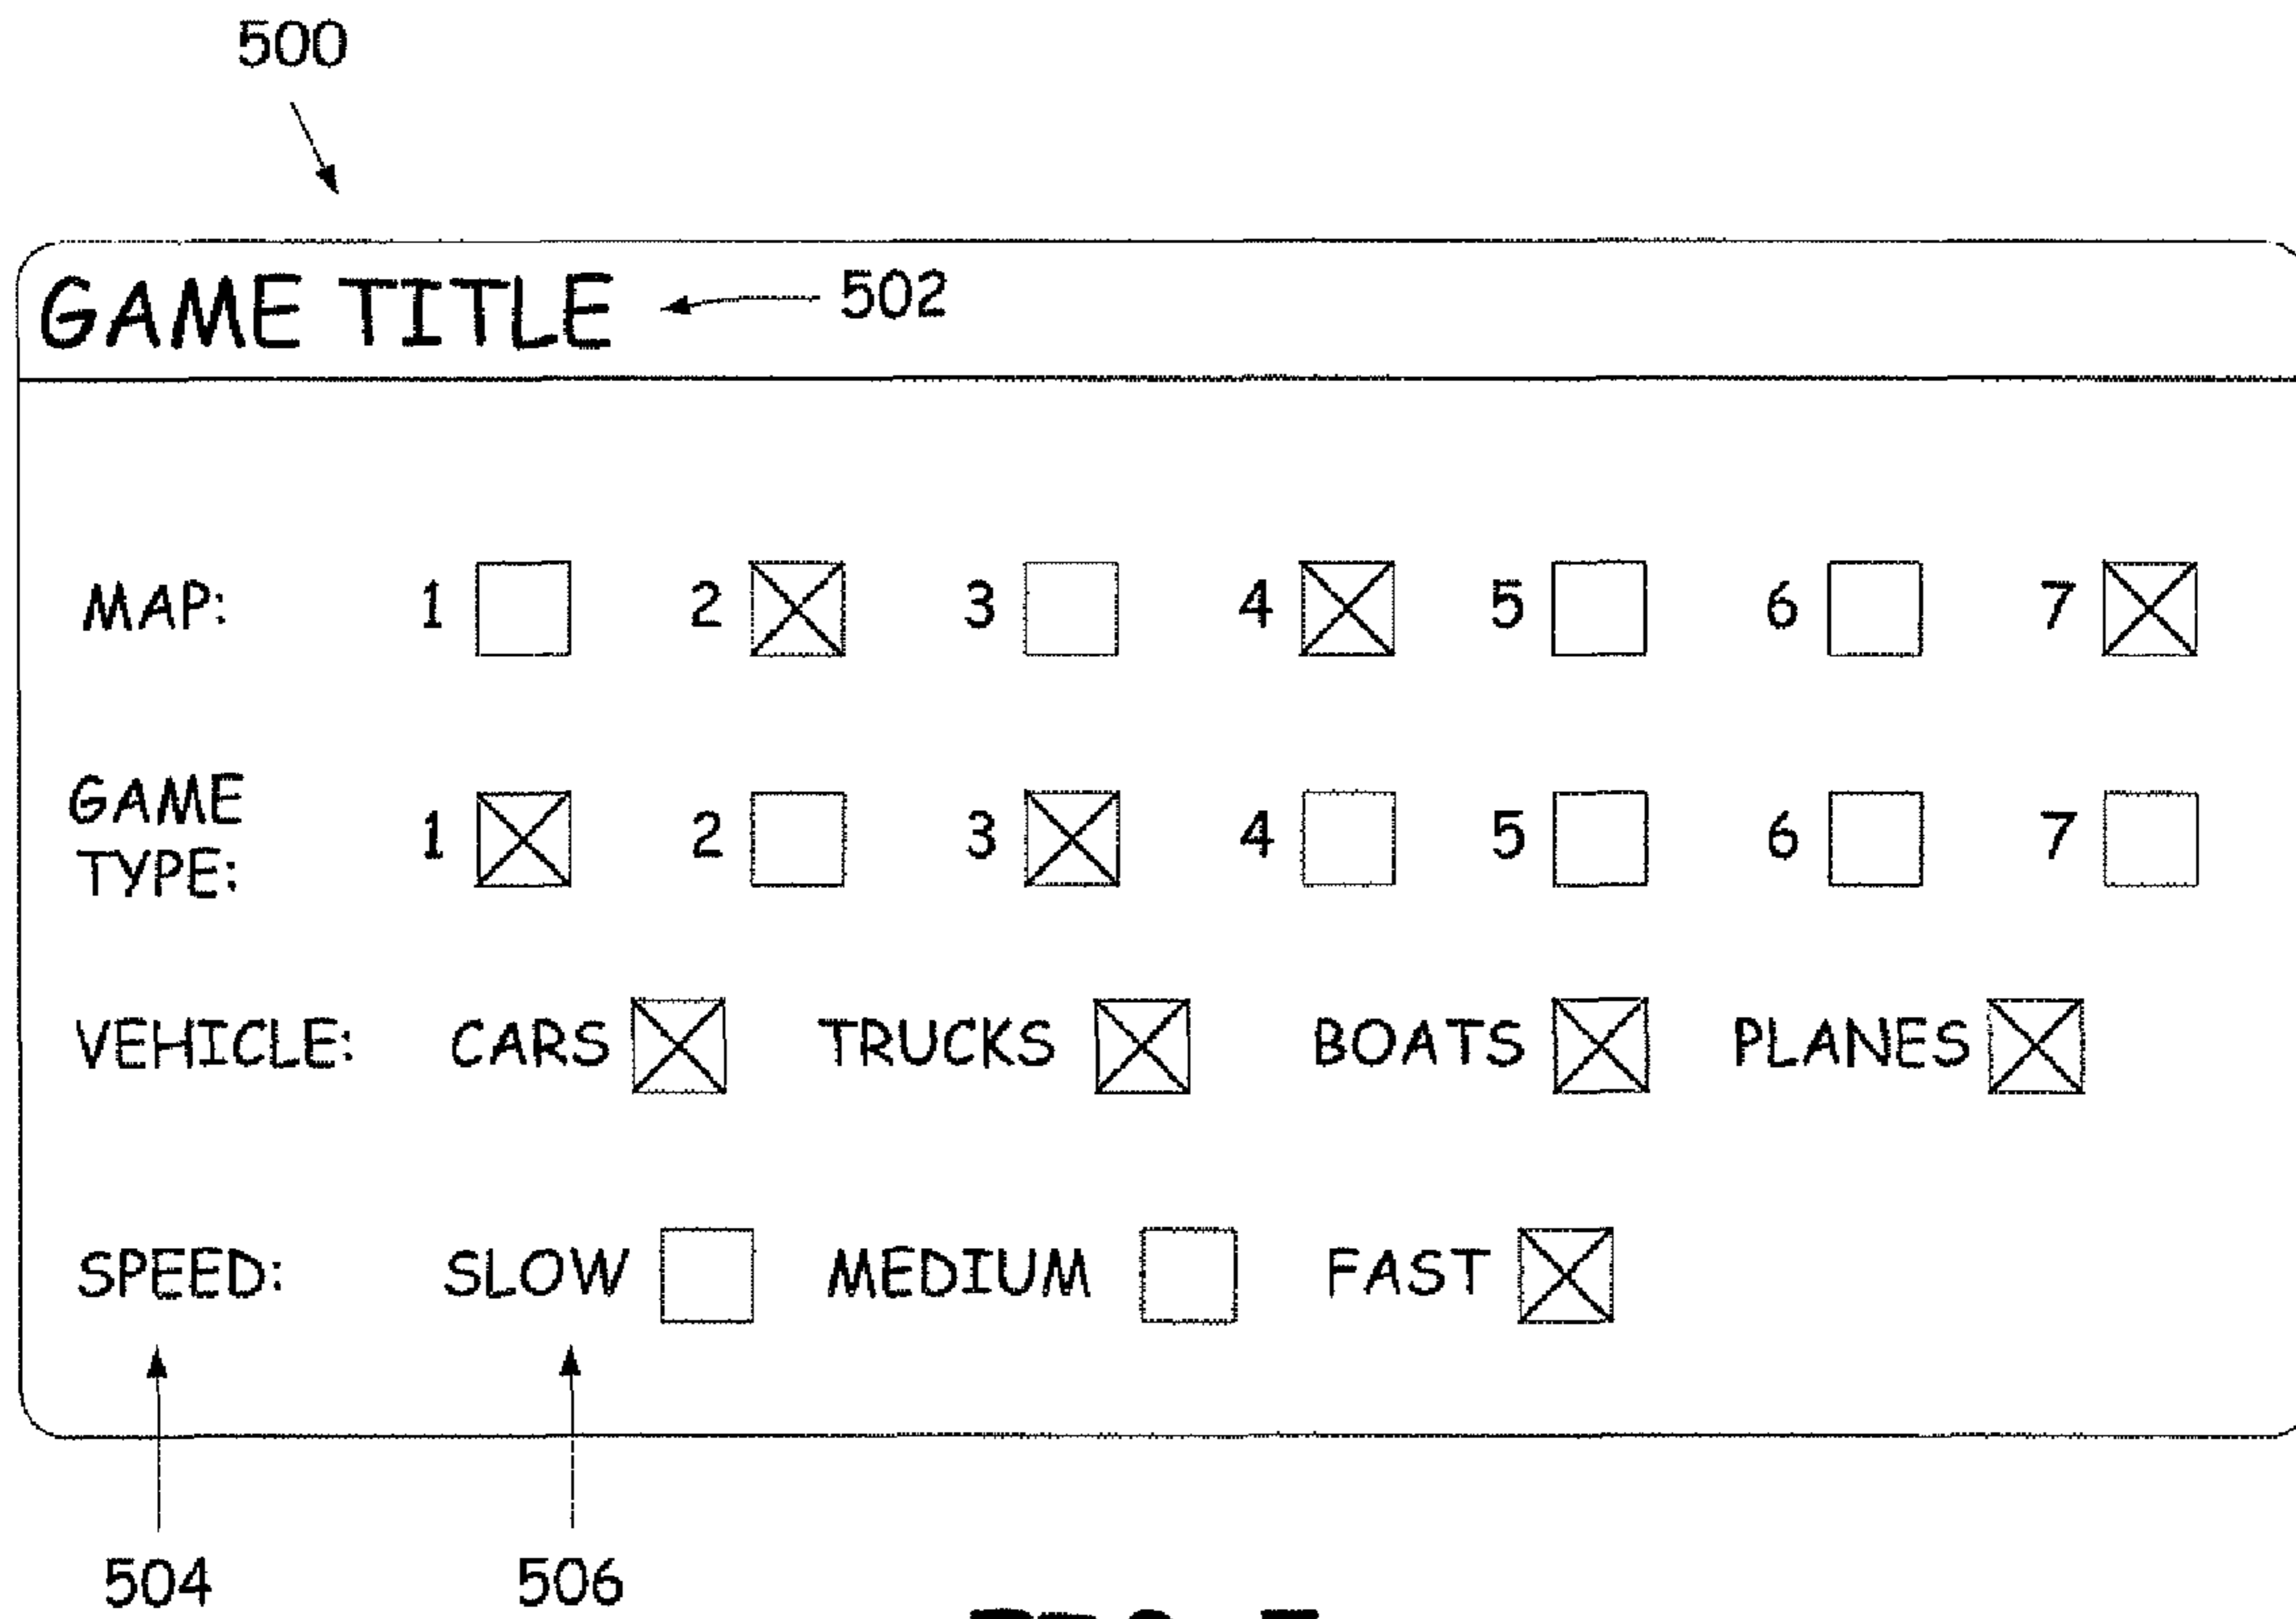 500
GAME TITLE 502
MAP: 1 2 3 4 5 6 7
GAME
TYPE: 1 2 3 4 5 6 7
VEHICLE: CARS TRUCKS BOATS PLANES
SPEED: SLOW MEDIUM FAST
504 506